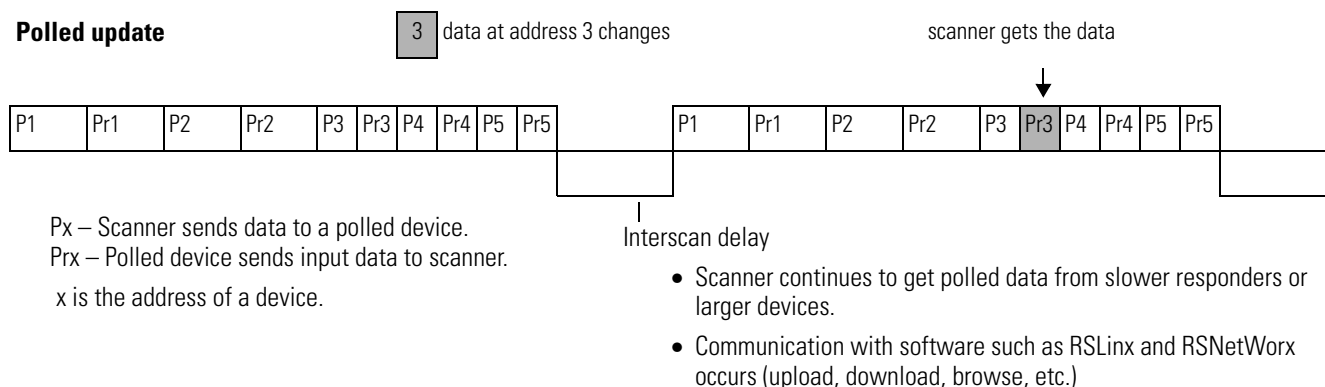 Polled update
3 data at address 3 changes
scanner gets the data
P1 Pr1 P2 Pr2 P3 Pr3 P4 Pr4 P5 Pr5 P1 Pr1 P2 Pr2 P3 Pr3 P4 Pr4 P5 Pr5
Px – Scanner sends data to a polled device.
Prx – Polled device sends input data to scanner.
x is the address of a device.
Interscan delay
• Scanner continues to get polled data from slower responders or
larger devices.
• Communication with software such as RSLinx and RSNetWorx
occurs (upload, download, browse, etc.)